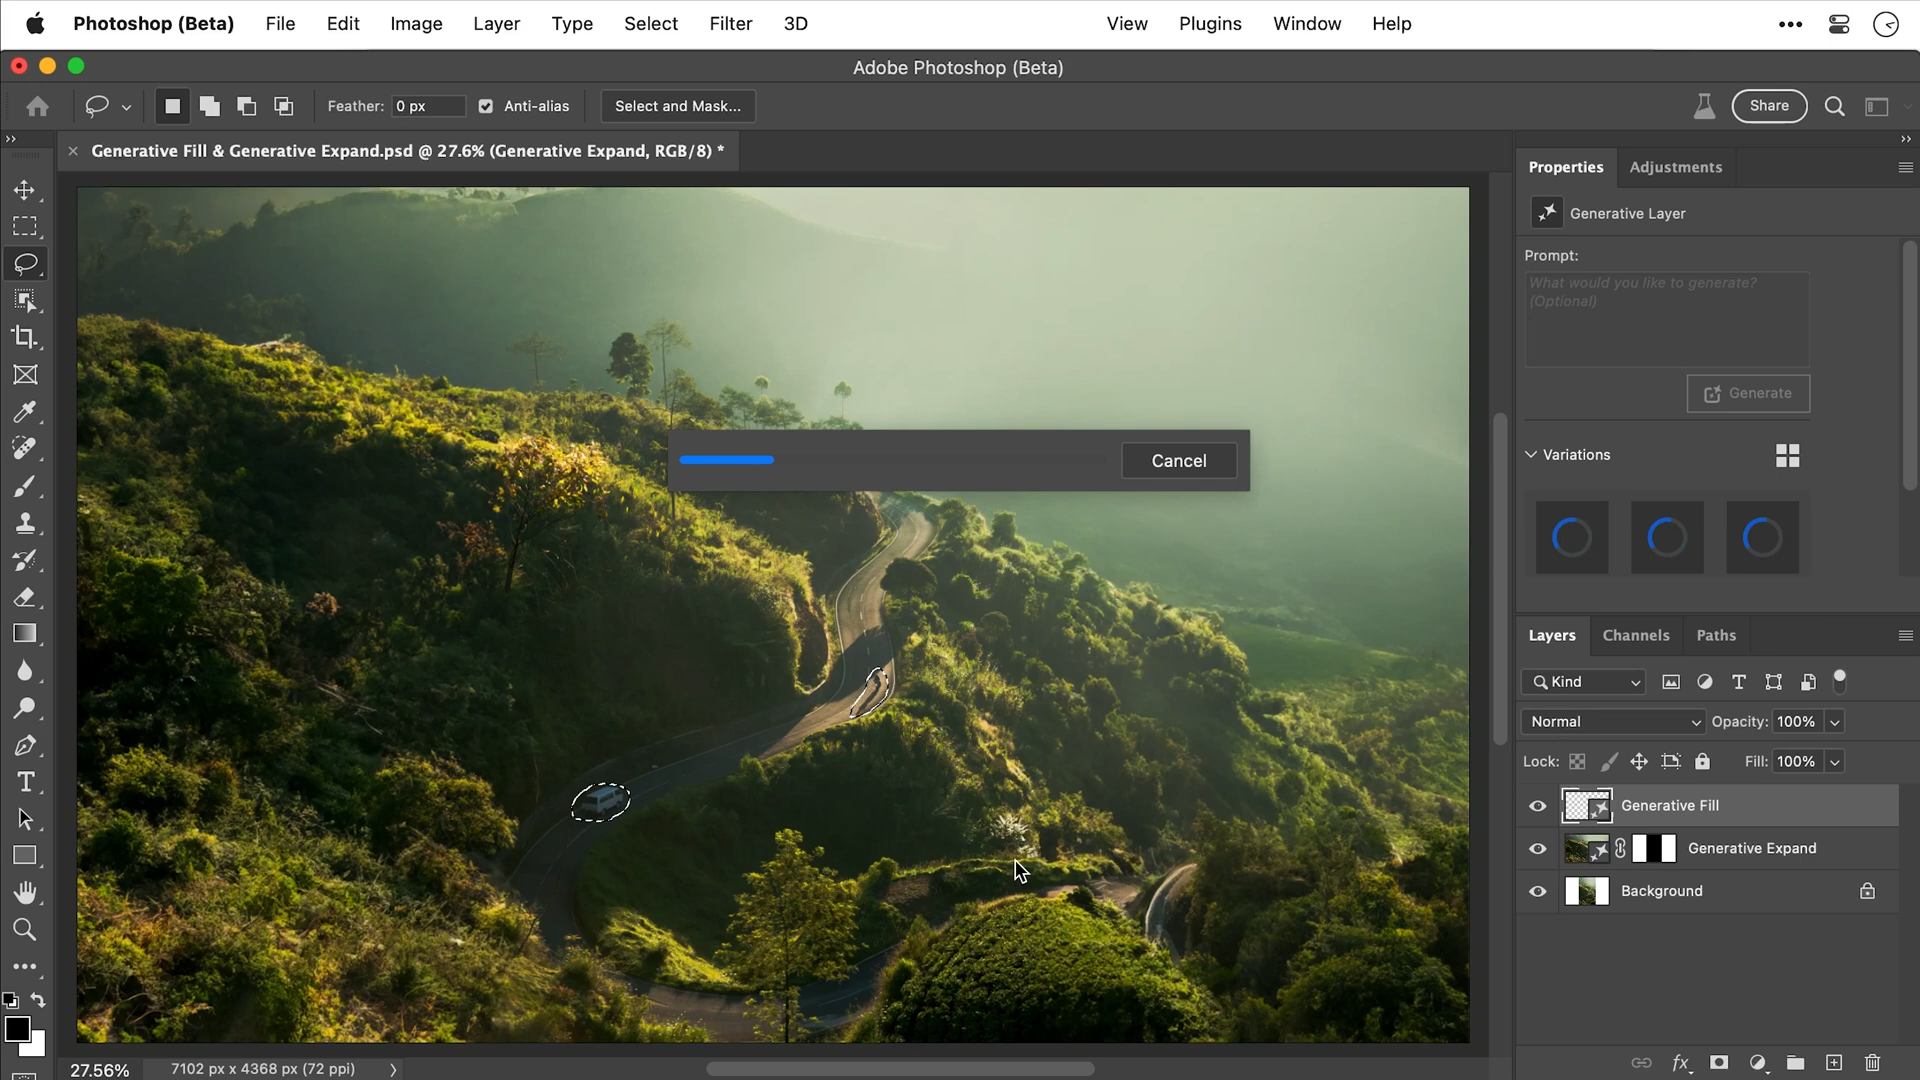 Photoshop (Beta) File Edit Image Layer Type Select Filter 3D View Plugins Window Help
Adobe Photoshop (Beta)
Feather: 0 px Anti-alias Select and Mask... Share
Generative Fill & Generative Expand.psd @ 27.6% (Generative Expand, RGB/8) *
Properties Adjustments
Generative Layer
Prompt:
What would you like to generate?
(Optional)
Generate
Cancel
Variations
Layers Channels Paths
Kind
Normal Opacity: 100%
Lock: Fill: 100%
Generative Fill
Generative Expand
Background
27.56% 7102 px x 4368 px (72 ppi)
fx